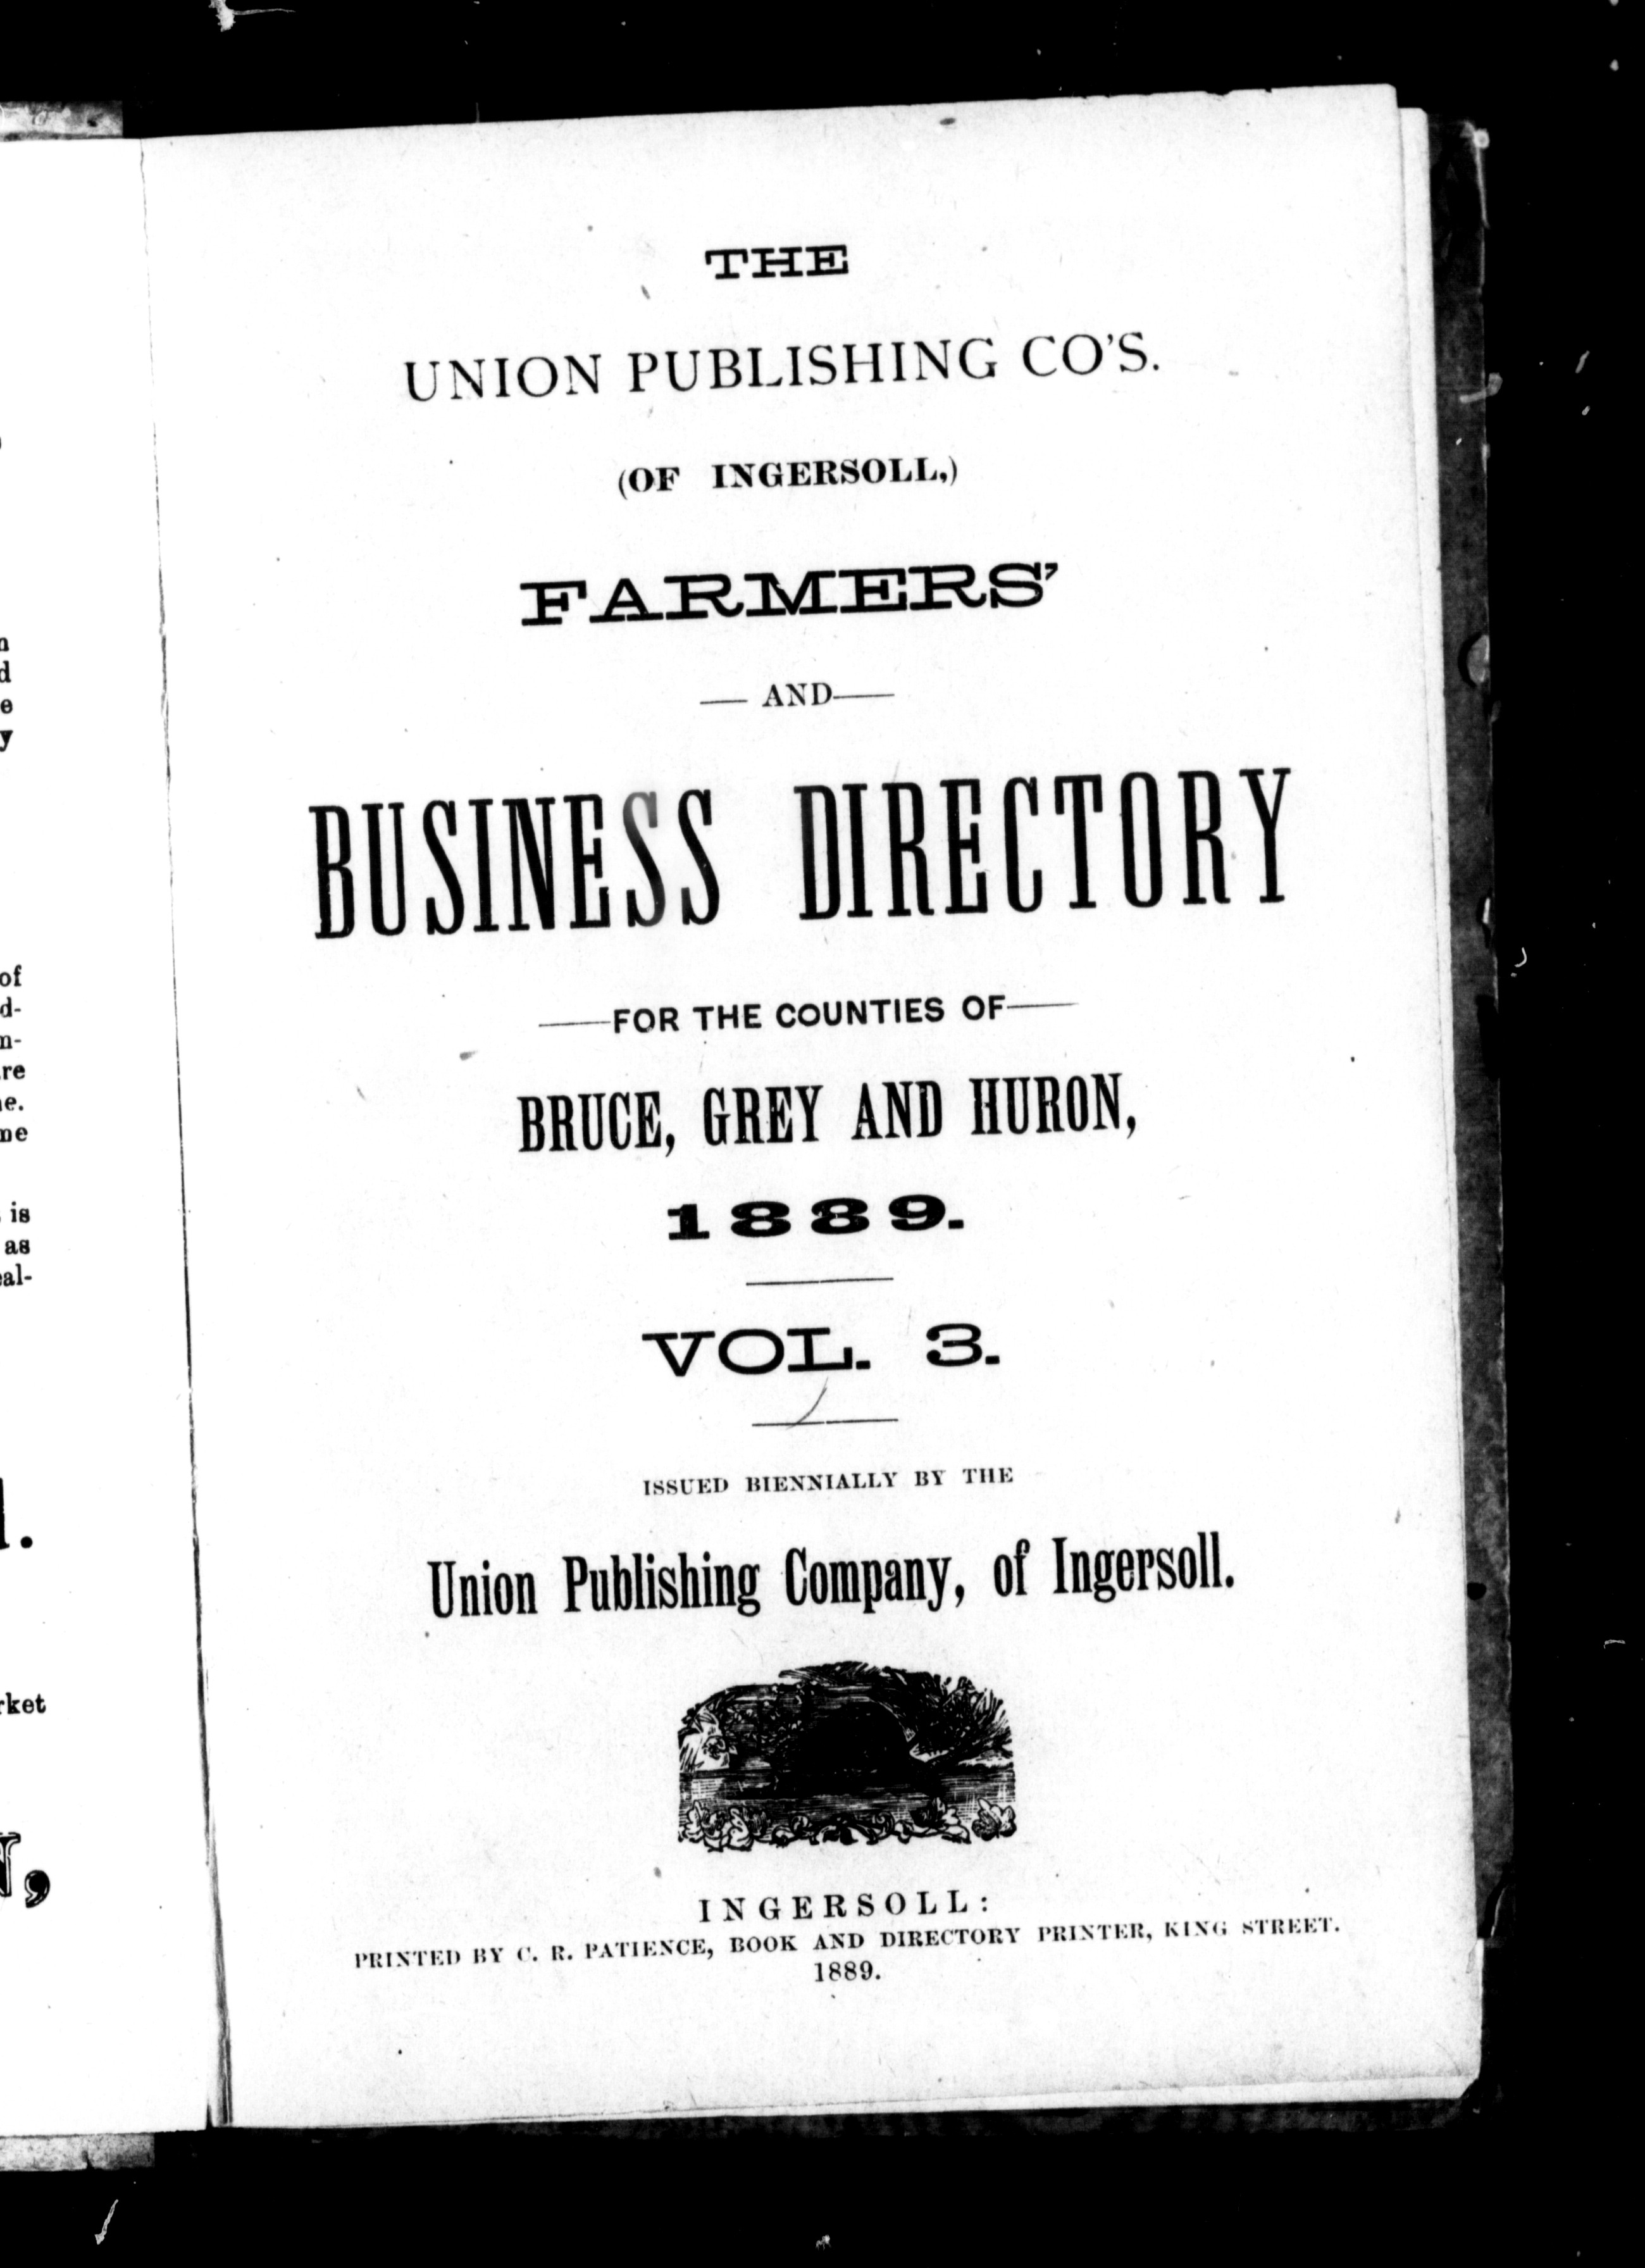 THE
UNION PUBLISHING CO'S.
(OF INGERSOLL,)
FARMERS'
— AND——
BUSINESS DIRECTORY
——FOR THE COUNTIES OF——
BRUCE, GREY AND HURON,
1889.
VOL. 3.
ISSUED BIENNIALLY BY THE
Union Publishing Company, of Ingersoll.
INGERSOLL:
PRINTED BY C. R. PATIENCE, BOOK AND DIRECTORY PRINTER, KING STREET.
1889.